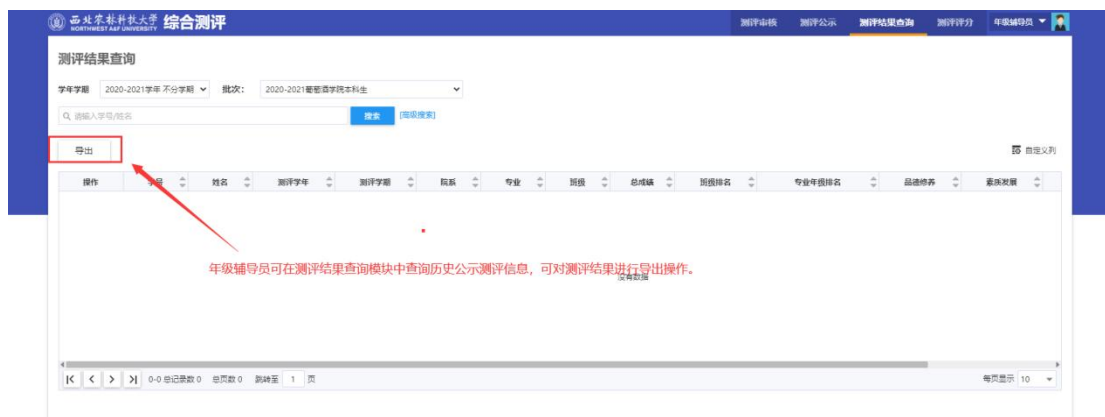 西北农林科技大学 综合测评 测评审核 测评公示 测评结果查询 测评评分 年级辅导员
NORTHWEST A&F UNIVERSITY
测评结果查询
学年学期 2020-2021学年 不分学期 批次： 2020-2021葡萄酒学院本科生
请输入学号/姓名 搜索 [高级搜索]
导出 自定义列
操作 学号 姓名 测评学年 测评学期 院系 专业 班级 总成绩 班级排名 专业年级排名 品德修养 素质发展
年级辅导员可在测评结果查询模块中查询历史公示测评信息，可对测评结果进行导出操作。
没有数据
0-0 总记录数 0 总页数 0 跳转至 1 页 每页显示 10